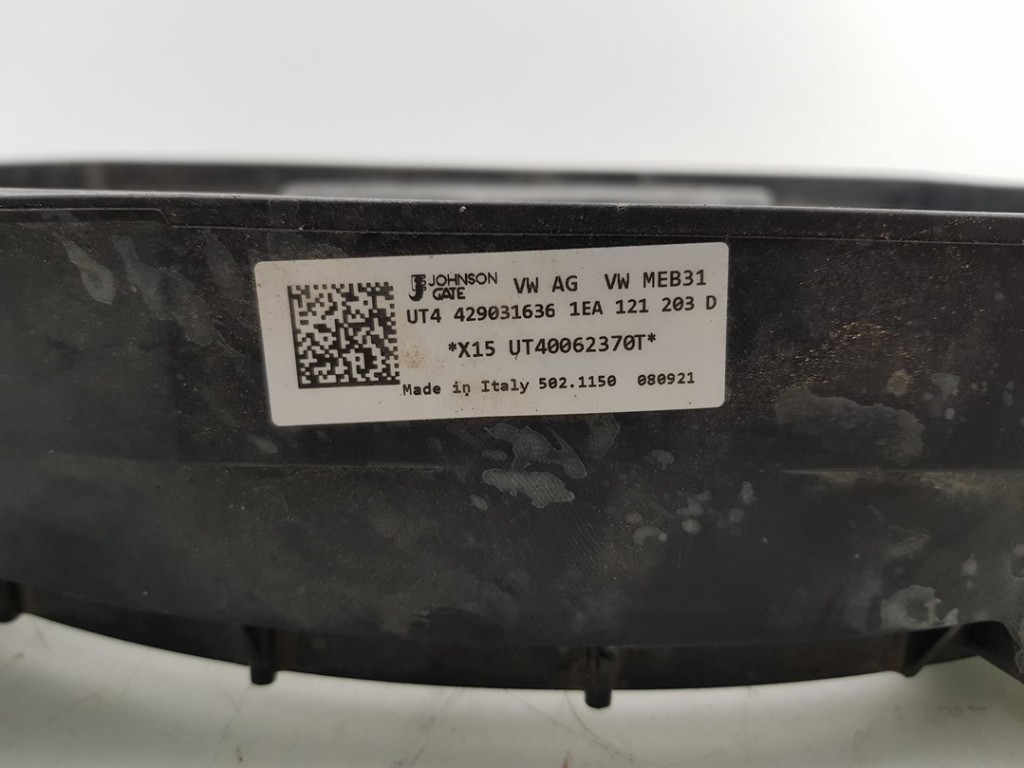 JOHNSON GATE VW AG VW MEB31
UT4 429031636 1EA 121 203 D
*X15 UT40062370T*
Made in Italy 502.1150 080921